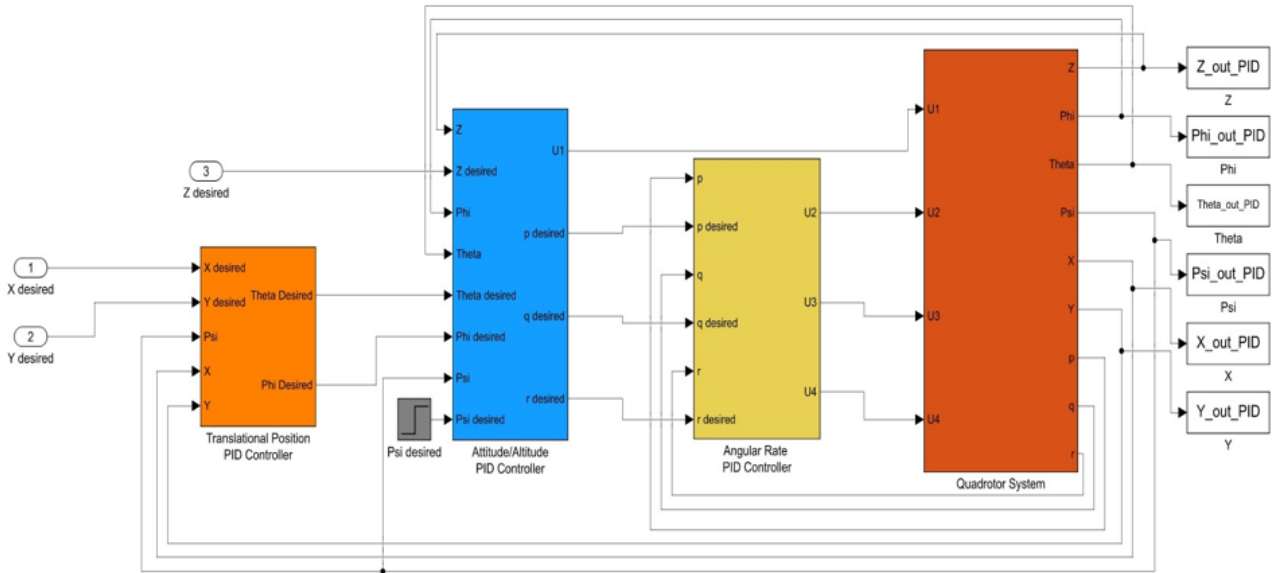 3
Z desired
1
X desired
2
Y desired
X desired
Y desired
Psi
X
Y
Theta Desired
Phi Desired
Translational Position
PID Controller
Psi desired
Z
Z desired
Phi
Theta
Theta desired
Phi desired
Psi
Psi desired
U1
p desired
q desired
r desired
Attitude/Altitude
PID Controller
p
p desired
q
q desired
r
r desired
U2
U3
U4
Angular Rate
PID Controller
U1
U2
U3
U4
Z
Phi
Theta
Psi
X
Y
p
q
r
Quadrotor System
Z_out_PID
Z
Phi_out_PID
Phi
Theta_out_PID
Theta
Psi_out_PID
Psi
X_out_PID
X
Y_out_PID
Y